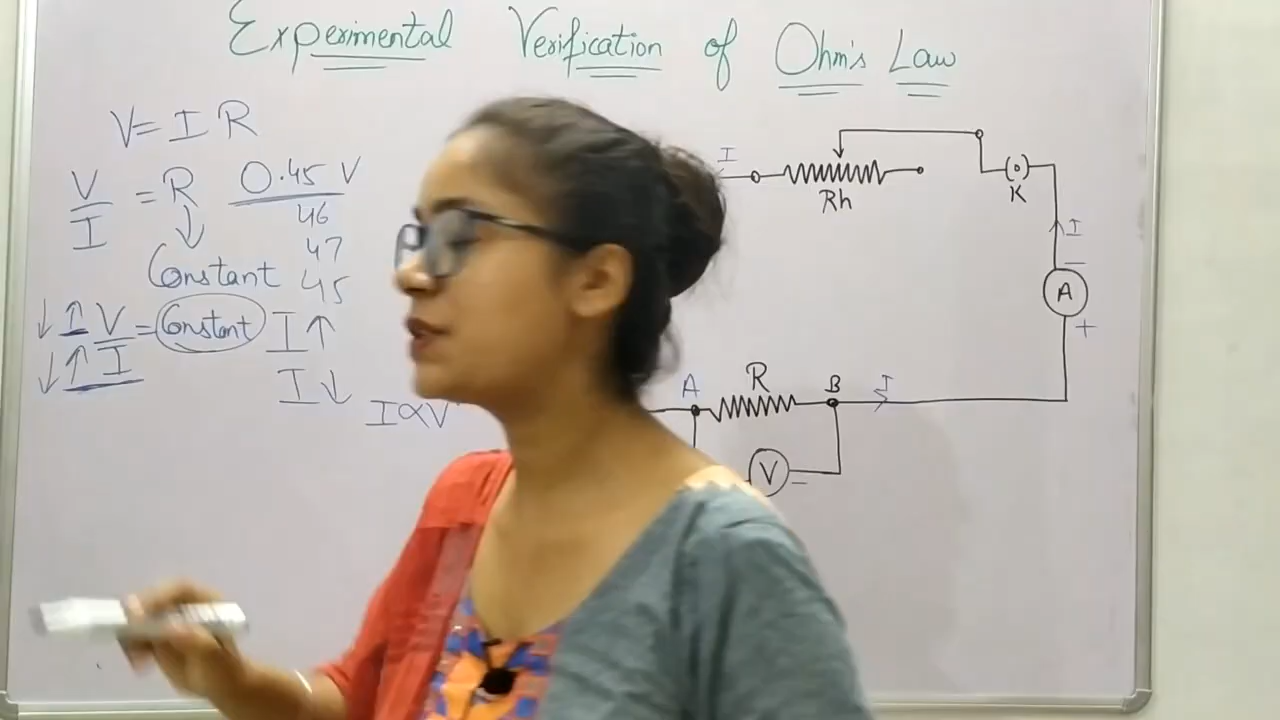 Experimental Verification of Ohm's Law
V = I R
V/I = R
↓
Constant
0.45 V
46
47
45
↓↑V/↓↑I = Constant
I↑
I↓
I∝V
I
Rh
K
I
−
A
+
A
R
B
I
V
−